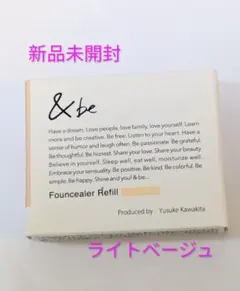 新品未開封
&be
Have a dream. Love people, love family, love yourself. Learn
more and be creative. Be free. Listen to your heart. Have a
sense of humor and laugh often. Be passionate. Be grateful.
Be thoughtful. Be honest. Share your love. Share your beauty
Believe in yourself. Sleep well, eat well, moisturize well.
Embrace your sensuality. Be positive. Be kind. Be colorful. Be
simple. Be happy. Shine and you! & be...
Founcealer Refill
Produced by : Yusuke Kawakita
ライトベージュ